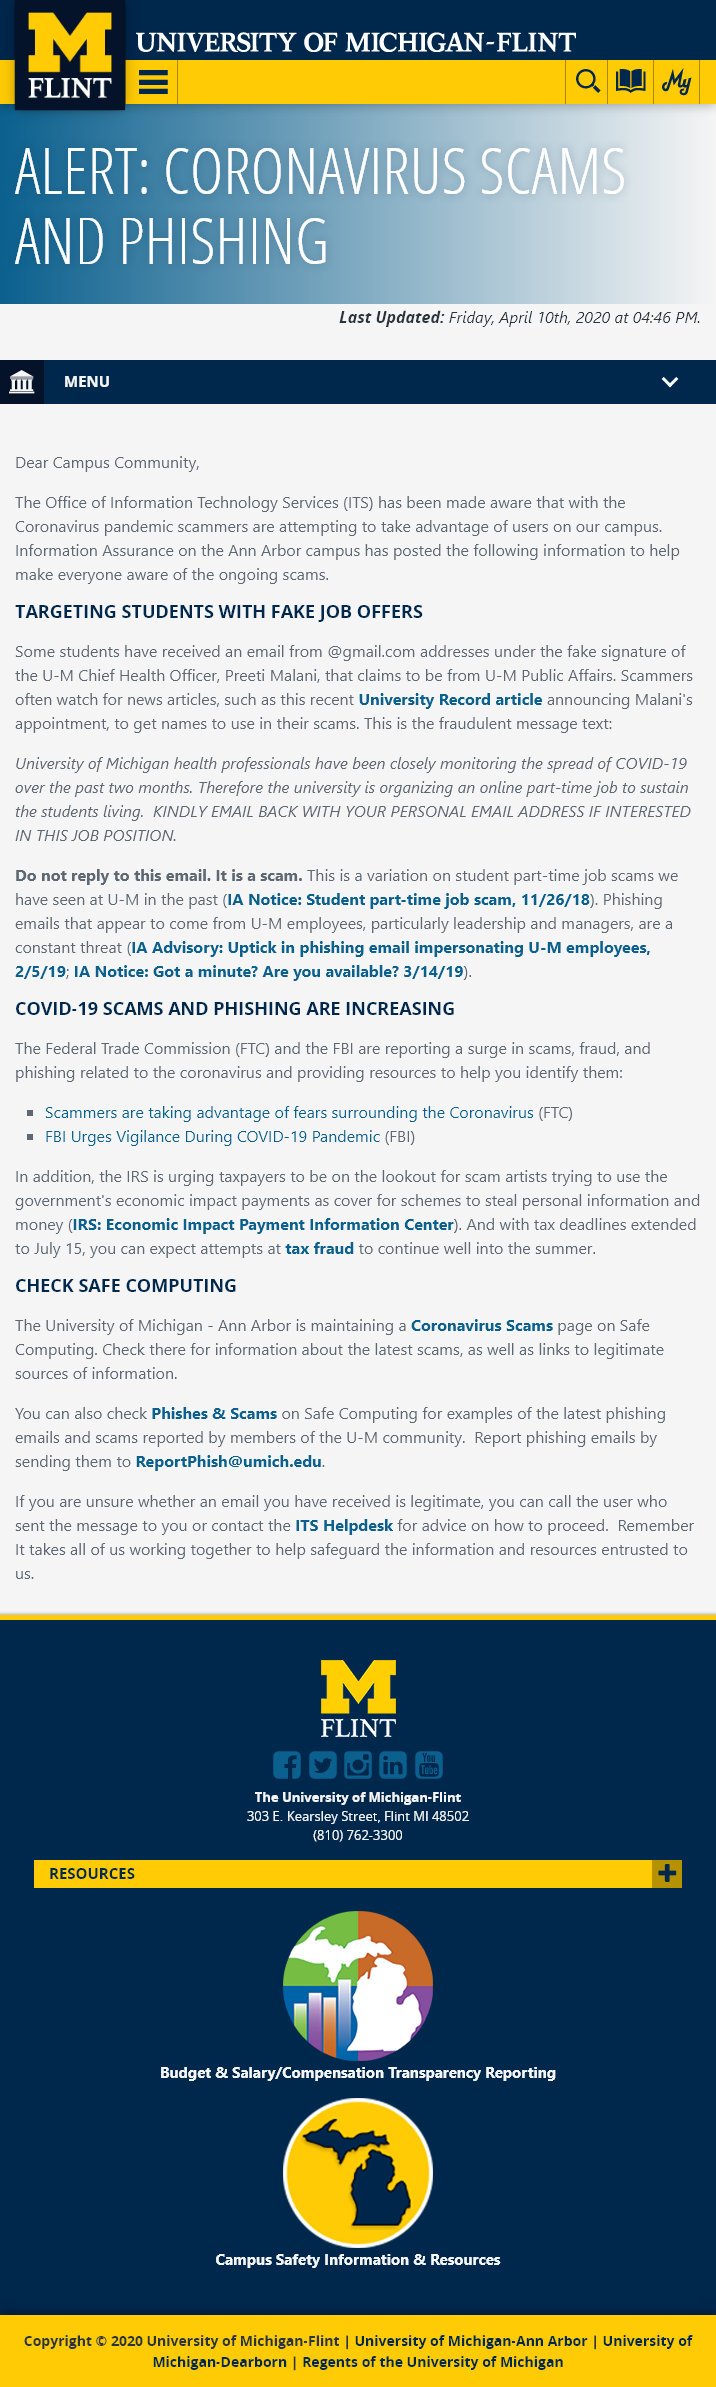 M
FLINT
UNIVERSITY OF MICHIGAN-FLINT
My
ALERT: CORONAVIRUS SCAMS
AND PHISHING
Last Updated: Friday, April 10th, 2020 at 04:46 PM.
MENU
Dear Campus Community,
The Office of Information Technology Services (ITS) has been made aware that with the
Coronavirus pandemic scammers are attempting to take advantage of users on our campus.
Information Assurance on the Ann Arbor campus has posted the following information to help
make everyone aware of the ongoing scams.
TARGETING STUDENTS WITH FAKE JOB OFFERS
Some students have received an email from @gmail.com addresses under the fake signature of
the U-M Chief Health Officer, Preeti Malani, that claims to be from U-M Public Affairs. Scammers
often watch for news articles, such as this recent University Record article announcing Malani's
appointment, to get names to use in their scams. This is the fraudulent message text:
University of Michigan health professionals have been closely monitoring the spread of COVID-19
over the past two months. Therefore the university is organizing an online part-time job to sustain
the students living.  KINDLY EMAIL BACK WITH YOUR PERSONAL EMAIL ADDRESS IF INTERESTED
IN THIS JOB POSITION.
Do not reply to this email. It is a scam. This is a variation on student part-time job scams we
have seen at U-M in the past (IA Notice: Student part-time job scam, 11/26/18). Phishing
emails that appear to come from U-M employees, particularly leadership and managers, are a
constant threat (IA Advisory: Uptick in phishing email impersonating U-M employees,
2/5/19; IA Notice: Got a minute? Are you available? 3/14/19).
COVID-19 SCAMS AND PHISHING ARE INCREASING
The Federal Trade Commission (FTC) and the FBI are reporting a surge in scams, fraud, and
phishing related to the coronavirus and providing resources to help you identify them:
Scammers are taking advantage of fears surrounding the Coronavirus (FTC)
FBI Urges Vigilance During COVID-19 Pandemic (FBI)
In addition, the IRS is urging taxpayers to be on the lookout for scam artists trying to use the
government's economic impact payments as cover for schemes to steal personal information and
money (IRS: Economic Impact Payment Information Center). And with tax deadlines extended
to July 15, you can expect attempts at tax fraud to continue well into the summer.
CHECK SAFE COMPUTING
The University of Michigan - Ann Arbor is maintaining a Coronavirus Scams page on Safe
Computing. Check there for information about the latest scams, as well as links to legitimate
sources of information.
You can also check Phishes & Scams on Safe Computing for examples of the latest phishing
emails and scams reported by members of the U-M community.  Report phishing emails by
sending them to ReportPhish@umich.edu.
If you are unsure whether an email you have received is legitimate, you can call the user who
sent the message to you or contact the ITS Helpdesk for advice on how to proceed.  Remember
It takes all of us working together to help safeguard the information and resources entrusted to
us.
M
FLINT
You Tube
The University of Michigan-Flint
303 E. Kearsley Street, Flint MI 48502
(810) 762-3300
RESOURCES
Budget & Salary/Compensation Transparency Reporting
Campus Safety Information & Resources
Copyright © 2020 University of Michigan-Flint | University of Michigan-Ann Arbor | University of
Michigan-Dearborn | Regents of the University of Michigan